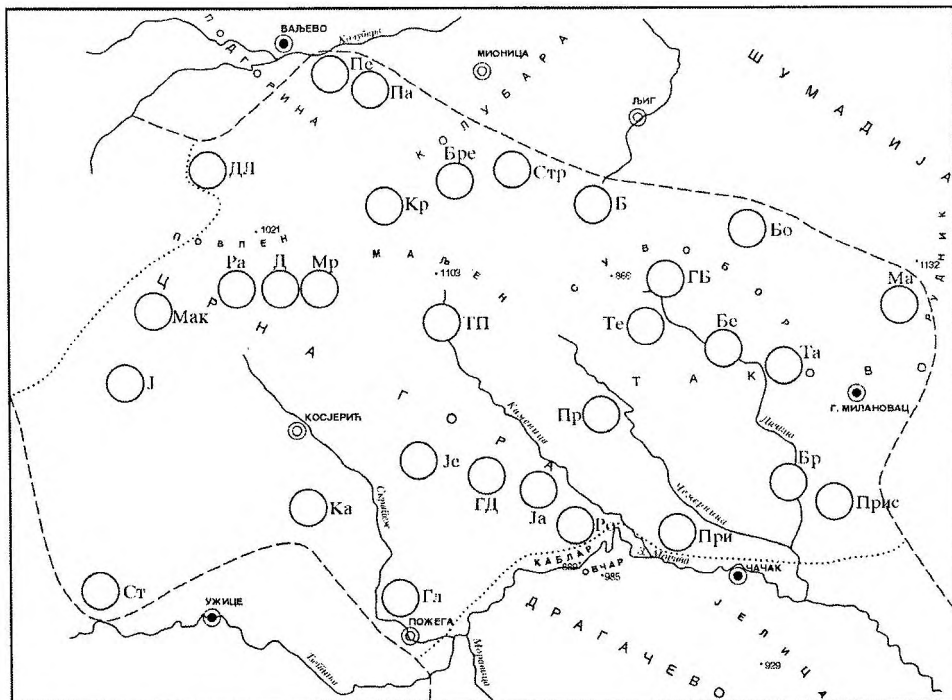 ПОДГОРИНА
ВАЉЕВО
Колубара
МИОНИЦА
КОЛУБАРА
ШУМАДИЈА
ЉИГ
Пе
Па
ДЛ
Бре
Стр
Кр
Б
Бо
ПОВЛЕН
1021
МАЉЕН
1103
СУВОБОР
866
РУДНИК
1132
Ра
Д
Мр
ГБ
Ма
Мак
ЦРНА ГОРА
ТП
Те
Бе
Та
ТАКОВО
Ј
Г. МИЛАНОВАЦ
КОСЈЕРИЋ
Каменица
Пр
Дичина
Је
ГД
Бр
Скрапеж
Чемерница
Ка
Ја
Прис
Ро
При
КАБЛАР
889
ОВЧАР
985
З. Морава
ЧАЧАК
Ст
Гл
УЖИЦЕ
ПОЖЕГА
ДРАГАЧЕВО
ЈЕЛИЦА
929
Моравица